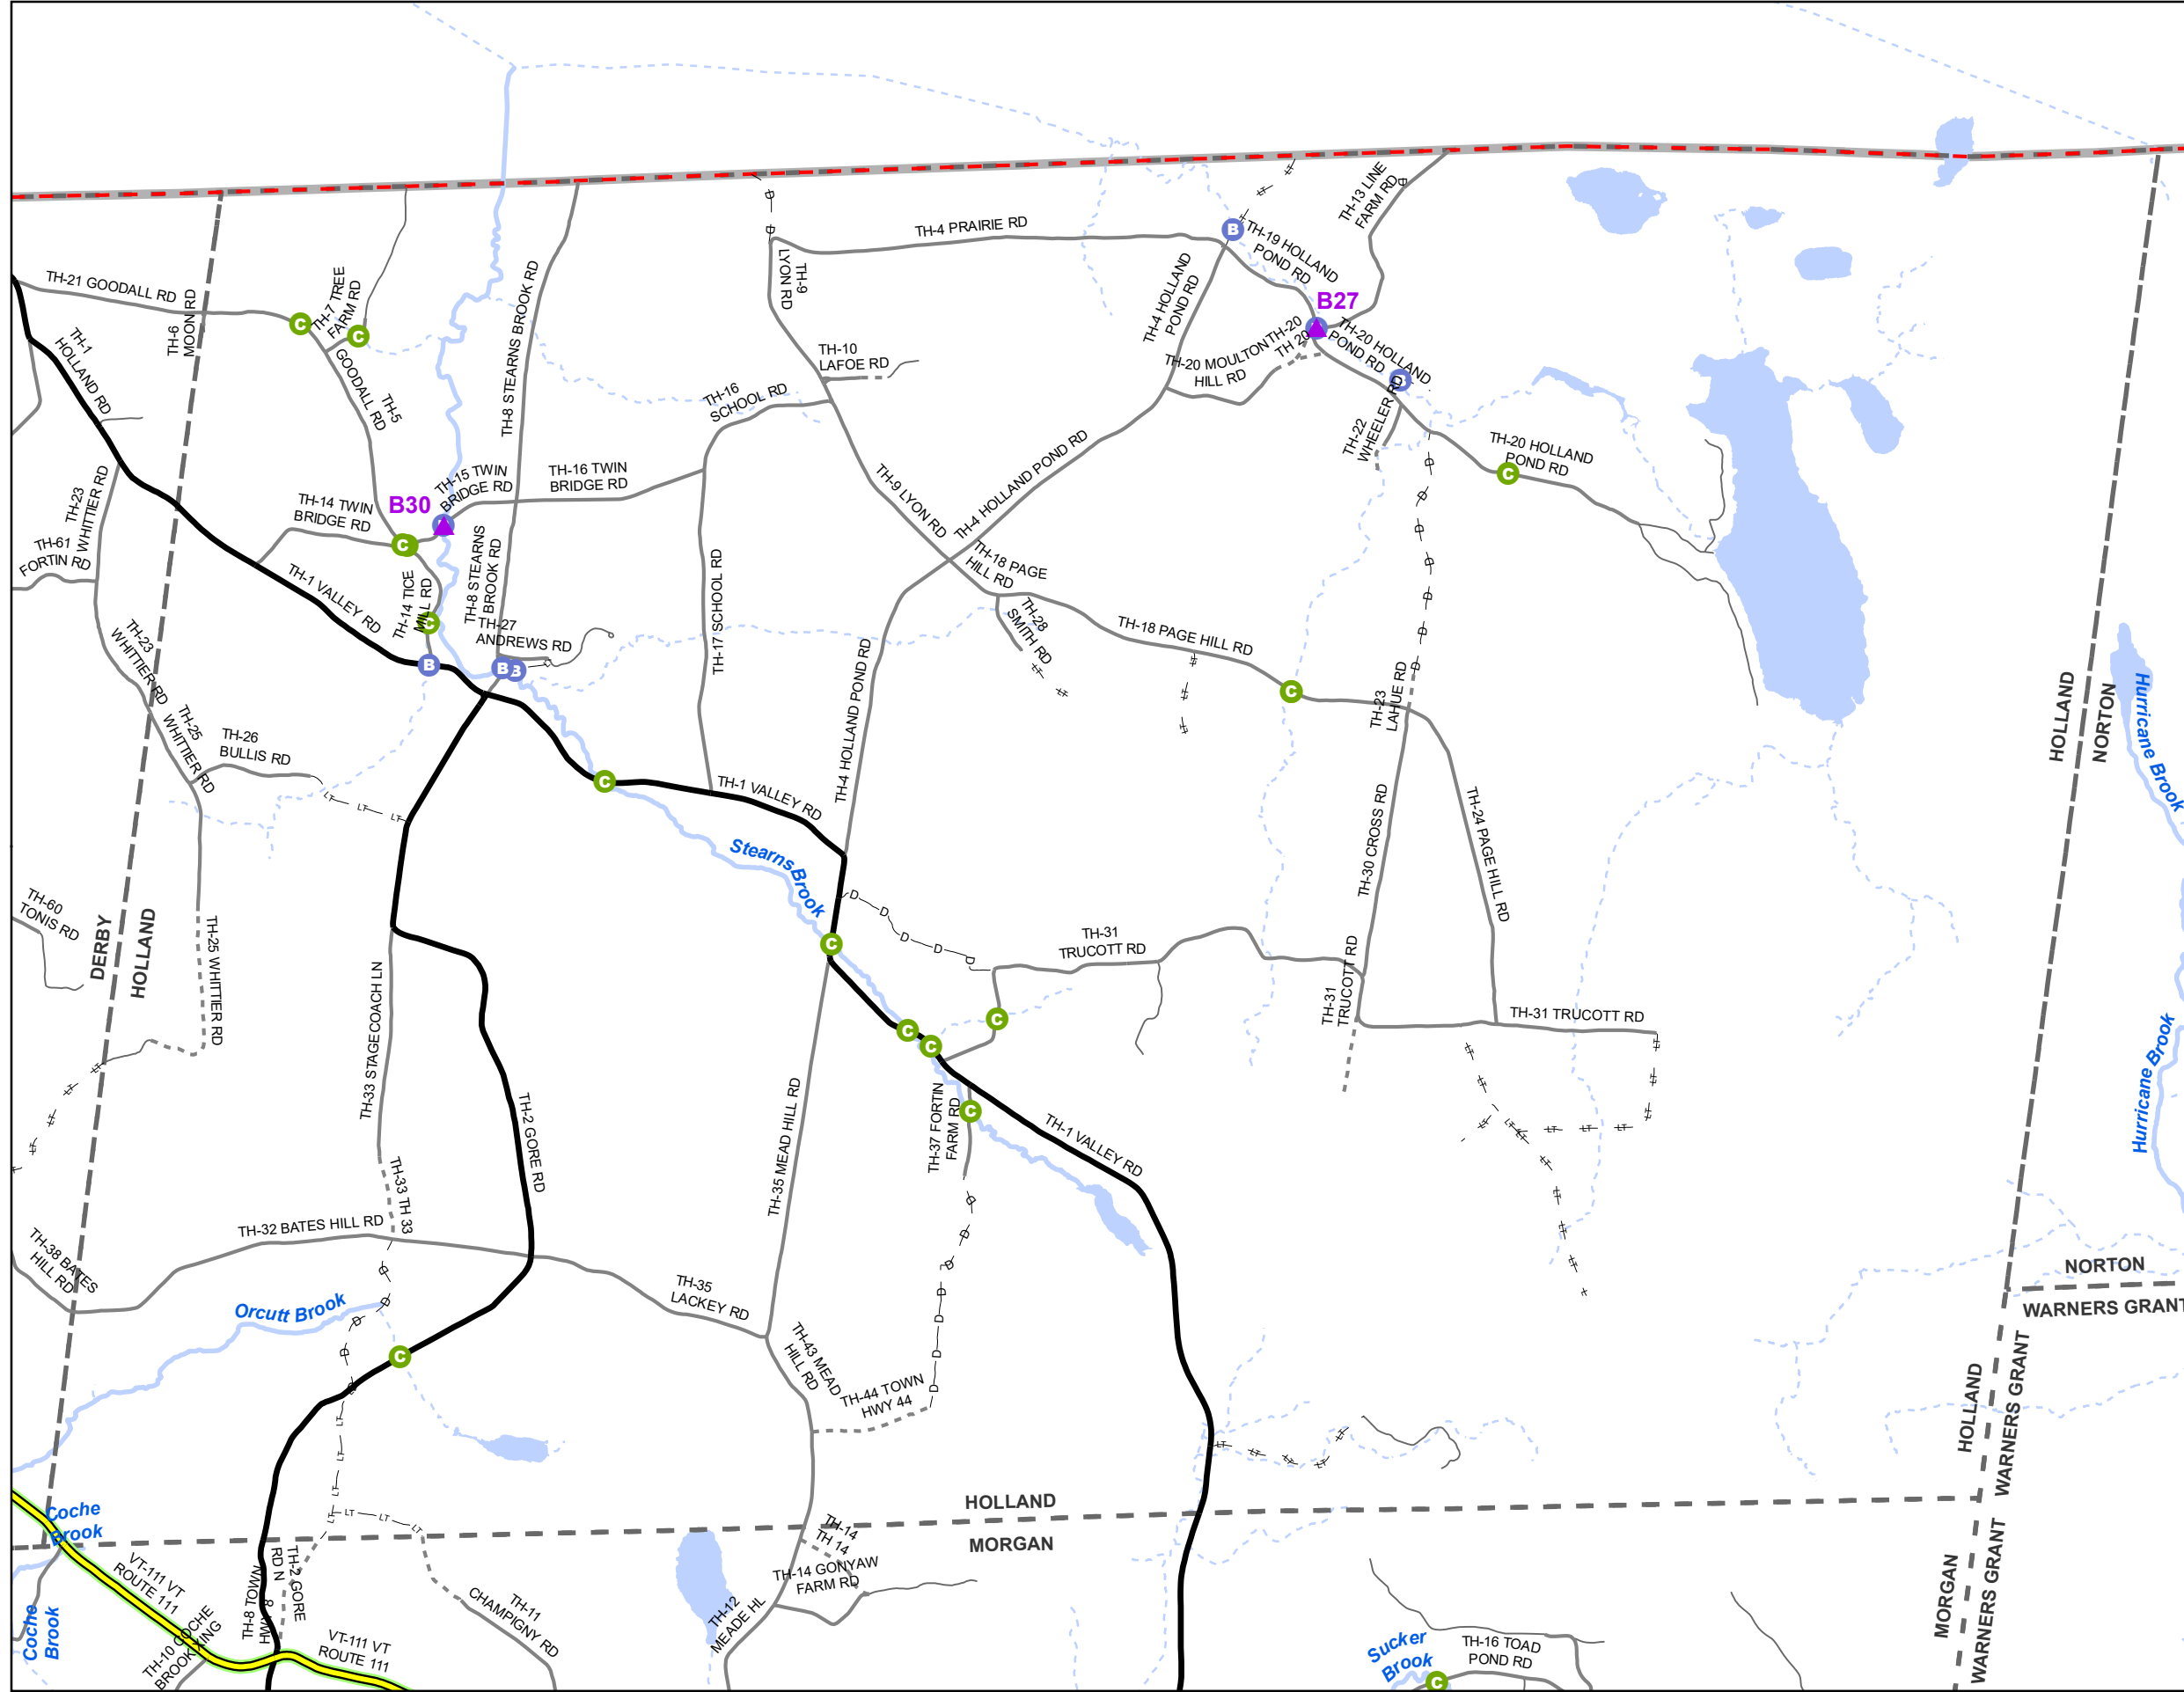 TH-21 GOODALL RD
TH-6
MOON RD
TH-7 TREE
FARM RD
TH-1
HOLLAND RD
GOODALL RD
TH-5
TH-8 STEARNS BROOK RD
TH-9
LYON RD
TH-4 PRAIRIE RD
TH-10
LAFOE RD
TH-16
SCHOOL RD
TH-4 HOLLAND
POND RD
TH-19 HOLLAND
POND RD
TH-13 LINE
FARM RD
B27
TH-20
TH 20
TH-20 MOULTON
HILL RD
TH-20 HOLLAND
POND RD
TH-22
WHEELER RD
TH-20 HOLLAND
POND RD
TH-23
WHITTIER RD
TH-61
FORTIN RD
TH-14 TWIN
BRIDGE RD
B30
TH-15 TWIN
BRIDGE RD
TH-16 TWIN
BRIDGE RD
TH-9 LYON RD
TH-4 HOLLAND POND RD
TH-18 PAGE
HILL RD
TH-28
SMITH RD
TH-18 PAGE HILL RD
TH-1 VALLEY RD
TH-14 TICE
MILL RD
TH-8 STEARNS
BROOK RD
TH-27
ANDREWS RD
TH-17 SCHOOL RD
TH-4 HOLLAND POND RD
TH-23
LAHUE RD
TH-23
WHITTIER RD
TH-25
WHITTIER RD
TH-26
BULLIS RD
TH-1 VALLEY RD
Stearns Brook
TH-30 CROSS RD
TH-24 PAGE HILL RD
HOLLAND
NORTON
Hurricane Brook
TH-60
TONIS RD
DERBY
HOLLAND
TH-25 WHITTIER RD
TH-33 STAGECOACH LN
TH-31
TRUCOTT RD
TH-31
TRUCOTT RD
TH-31 TRUCOTT RD
Hurricane Brook
TH-2 GORE RD
TH-35 MEAD HILL RD
TH-37 FORTIN
FARM RD
TH-1 VALLEY RD
TH-33 TH 33
TH-32 BATES HILL RD
TH-38 BATES
HILL RD
Orcutt Brook
TH-35
LACKEY RD
TH-43 MEAD
HILL RD
TH-44 TOWN
HWY 44
NORTON
WARNERS GRANT
HOLLAND
WARNERS GRANT
Coche
Brook
HOLLAND
MORGAN
VT-111 VT
ROUTE 111
TH-8 TOWN
HWY 8
TH-2 GORE
RD N
TH-14
TH 14
TH-14 GONYAW
FARM RD
TH-11
CHAMPIGNY RD
TH-12
MEADE HL
Coche
Brook
TH-10 COCHE
BROOK XING
VT-111 VT
ROUTE 111
Sucker
Brook
TH-16 TOAD
POND RD
MORGAN
WARNERS GRANT